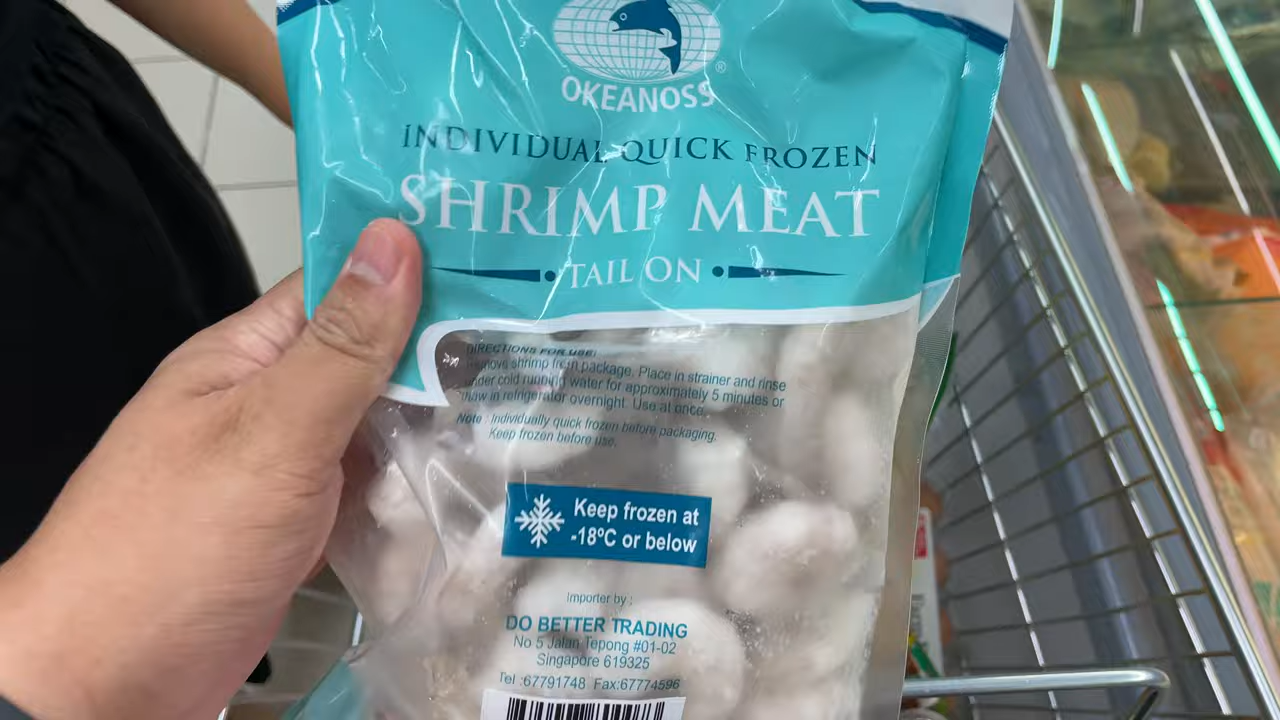 OKEANOSS
®
INDIVIDUAL QUICK FROZEN
SHRIMP MEAT
TAIL ON
DIRECTIONS FOR USE:
Remove shrimp from package. Place in strainer and rinse
under cold running water for approximately 5 minutes or
thaw in refrigerator overnight. Use at once.
Note : Individually quick frozen before packaging.
Keep frozen before use.
Keep frozen at
-18ºC or below
Importer by :
DO BETTER TRADING
No 5 Jalan Tepong #01-02
Singapore 619325
Tel :67791748 Fax:67774596